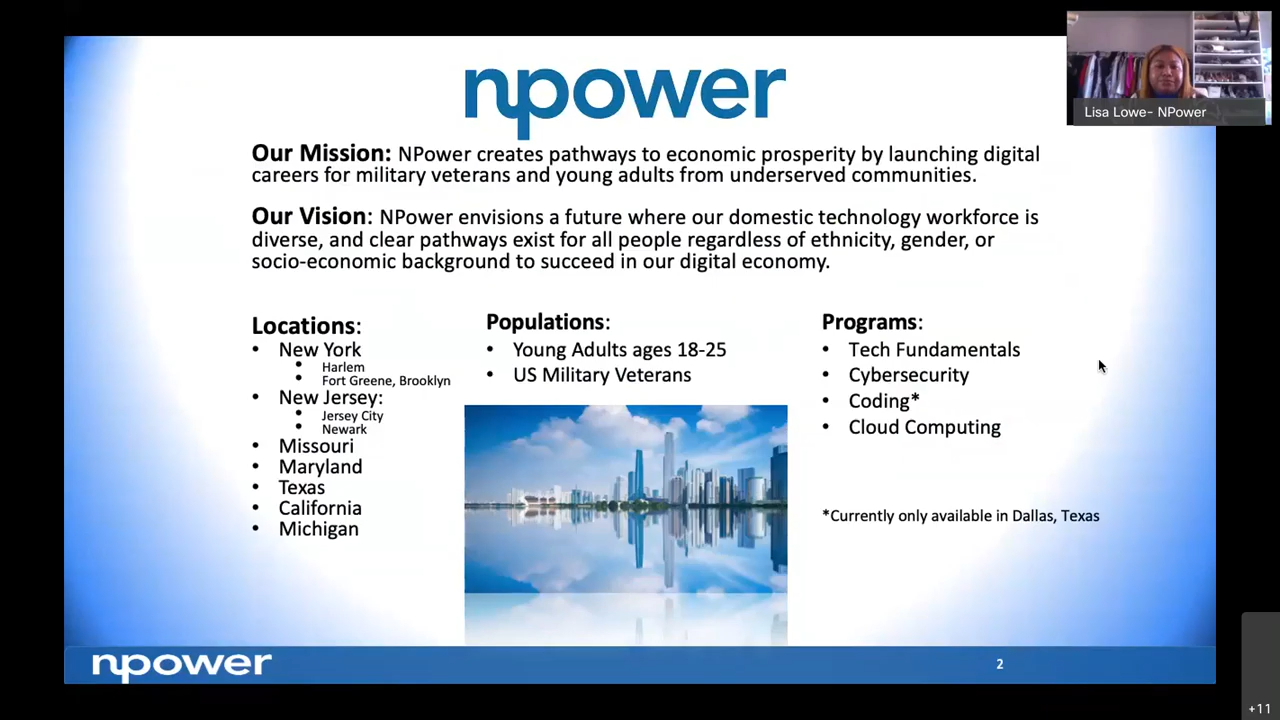 npower
Lisa Lowe- NPower
Our Mission: NPower creates pathways to economic prosperity by launching digital
careers for military veterans and young adults from underserved communities.
Our Vision: NPower envisions a future where our domestic technology workforce is
diverse, and clear pathways exist for all people regardless of ethnicity, gender, or
socio-economic background to succeed in our digital economy.
Locations:
• New York
• Harlem
• Fort Greene, Brooklyn
• New Jersey:
• Jersey City
• Newark
• Missouri
• Maryland
• Texas
• California
• Michigan
Populations:
• Young Adults ages 18-25
• US Military Veterans
Programs:
• Tech Fundamentals
• Cybersecurity
• Coding*
• Cloud Computing
*Currently only available in Dallas, Texas
npower
2
+11